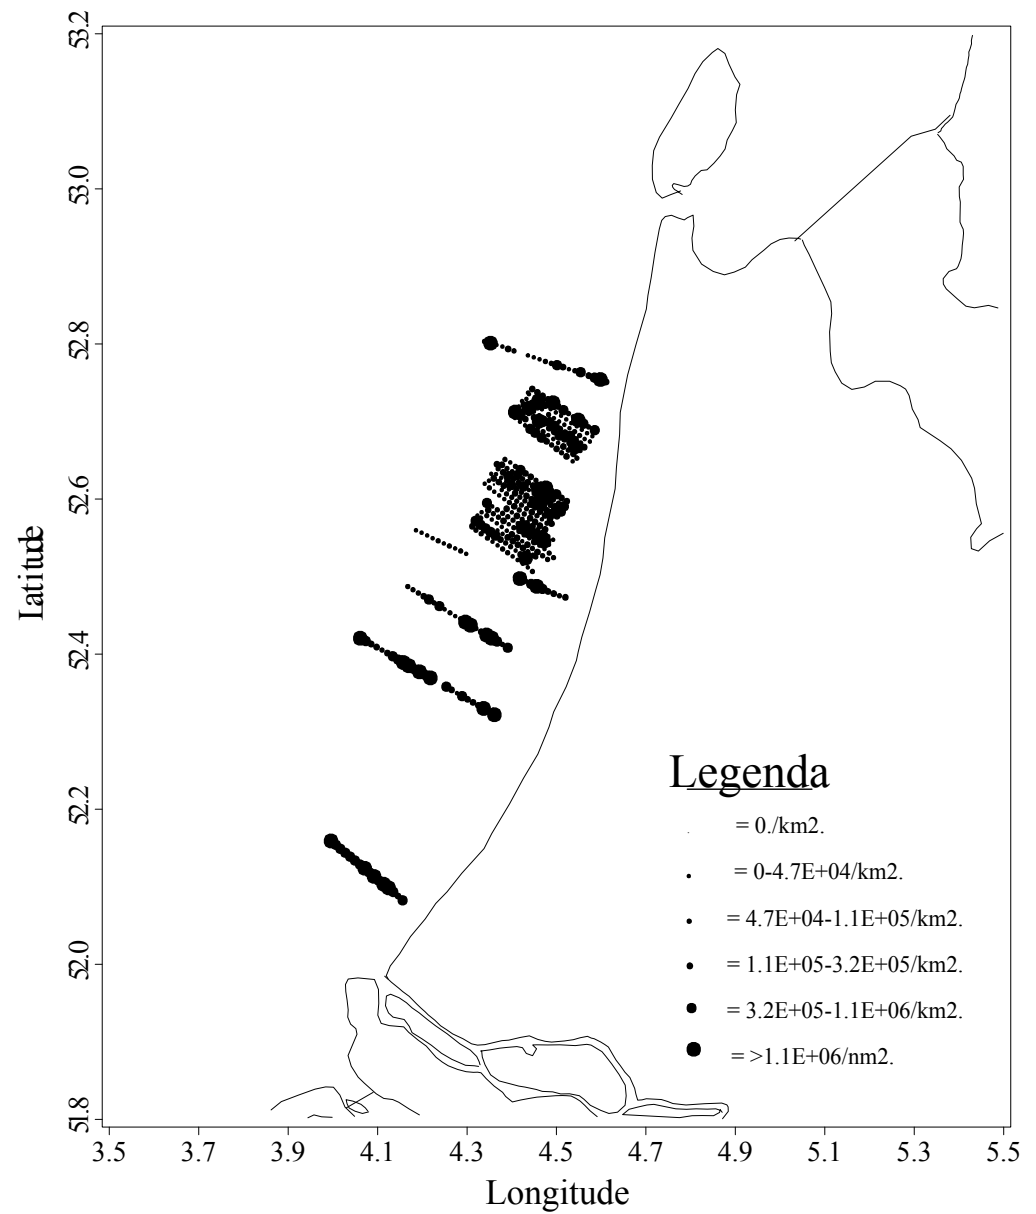 53.2
53.0
52.8
52.6
52.4
52.2
52.0
51.8
Latitude
Legenda
= 0./km2.
= 0-4.7E+04/km2.
= 4.7E+04-1.1E+05/km2.
= 1.1E+05-3.2E+05/km2.
= 3.2E+05-1.1E+06/km2.
= >1.1E+06/nm2.
3.5 3.7 3.9 4.1 4.3 4.5 4.7 4.9 5.1 5.3 5.5
Longitude